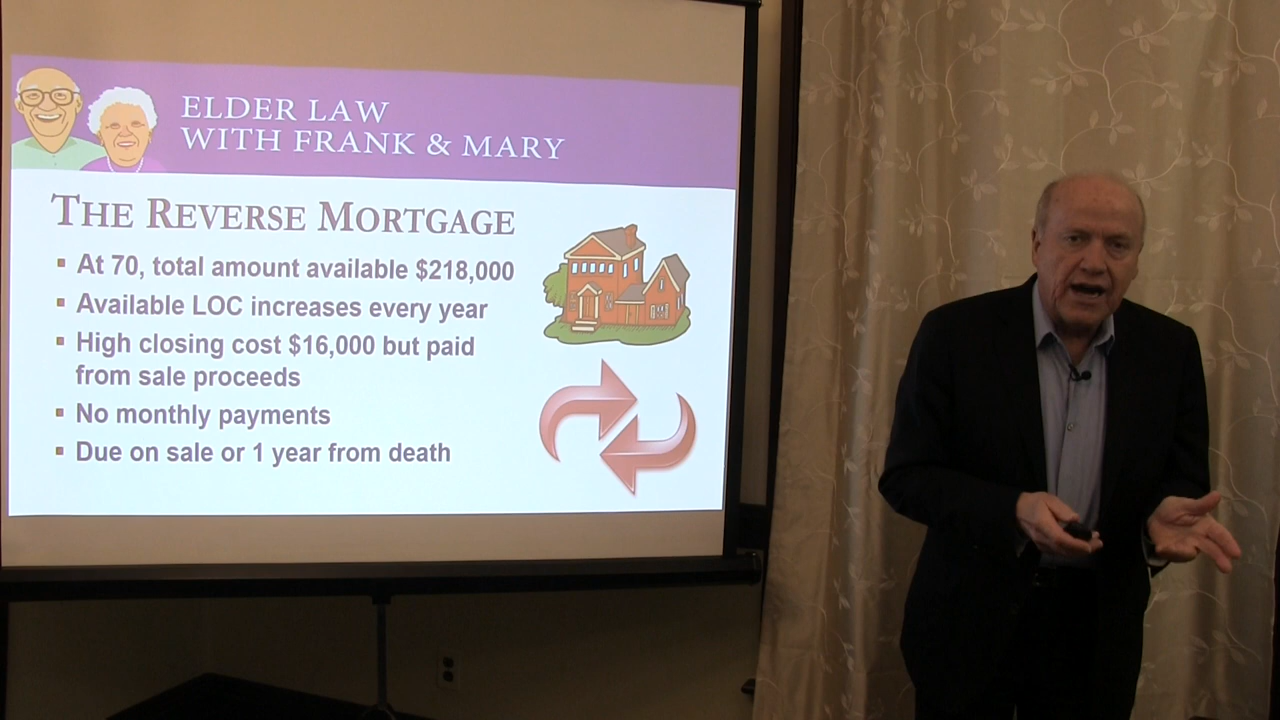 ELDER LAW
WITH FRANK & MARY
THE REVERSE MORTGAGE
▪ At 70, total amount available $218,000
▪ Available LOC increases every year
▪ High closing cost $16,000 but paid
from sale proceeds
▪ No monthly payments
▪ Due on sale or 1 year from death